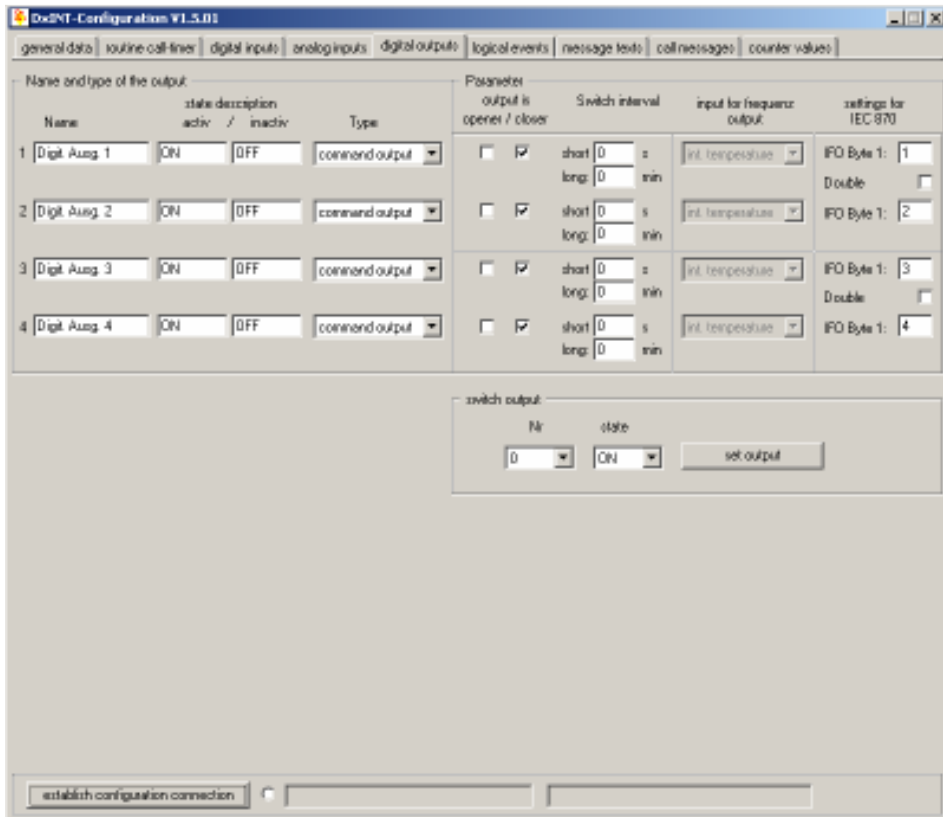 DxINT-Configuration V1.5.01
general data routine call-timer digital inputs analog inputs digital outputs logical events message texts call messages counter values
Name and type of the output
state description
Name activ / inactiv Type
Parameter
output is opener / closer
Switch interval
input for frequenz output
settings for IEC 870
1 Digit. Ausg. 1 ON OFF command output short 0 s int. temperature IFO Byte 1: 1
long: 0 min Double
2 Digit. Ausg. 2 ON OFF command output short 0 s int. temperature IFO Byte 1: 2
long: 0 min
3 Digit. Ausg. 3 ON OFF command output short 0 s int. temperature IFO Byte 1: 3
long: 0 min Double
4 Digit. Ausg. 4 ON OFF command output short 0 s int. temperature IFO Byte 1: 4
long: 0 min
switch output
Nr state
0 ON set output
establish configuration connection